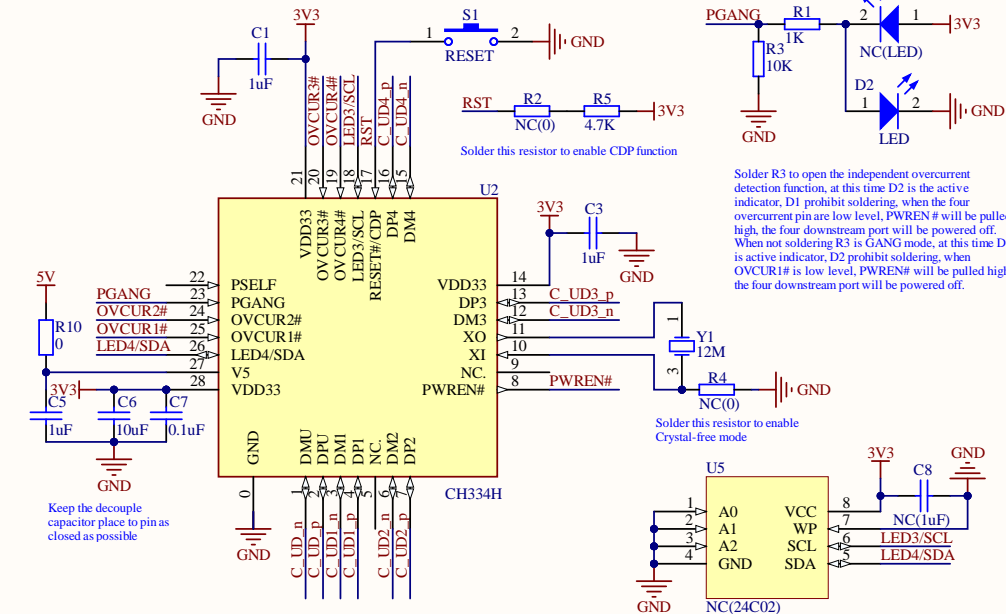 3V3
C1
1uF
GND
S1
1
2
RESET
GND
RST
R2
NC(0)
R5
4.7K
3V3
Solder this resistor to enable CDP function
PGANG
R1
1K
R3
10K
GND
2
1
NC(LED)
3V3
D2
1
2
LED
GND
Solder R3 to open the independent overcurrent
detection function, at this time D2 is the active
indicator, D1 prohibit soldering, when the four
overcurrent pin are low level, PWREN # will be
high, the four downstream port will be powered off.
When not soldering R3 is GANG mode, at this time
is active indicator, D2 prohibit soldering, when
OVCUR1# is low level, PWREN# will be pulled
the four downstream port will be powered off.
OVCUR3#
OVCUR4#
LED3/SCL
RST
C_UD4_p
C_UD4_n
21
20
19
18
17
16
15
U2
VDD33
OVCUR3#
OVCUR4#
LED3/SCL
RESET#/CDP
DP4
DM4
5V
R10
0
PGANG
OVCUR2#
OVCUR1#
LED4/SDA
22
23
24
25
26
27
28
PSELF
PGANG
OVCUR2#
OVCUR1#
LED4/SDA
V5
VDD33
3V3
C5
1uF
C6
10uF
C7
0.1uF
GND
Keep the decouple
capacitor place to pin as
closed as possible
VDD33
DP3
DM3
XO
XI
NC.
PWREN#
14
13
12
11
10
9
8
C_UD3_p
C_UD3_n
PWREN#
3V3
C3
1uF
GND
1
Y1
12M
3
R4
NC(0)
GND
Solder this resistor to enable
Crystal-free mode
GND
DMU
DPU
DM1
DP1
NC.
DM2
DP2
CH334H
0
1
2
3
4
5
6
7
GND
C_UD_n
C_UD_p
C_UD1_n
C_UD1_p
C_UD2_n
C_UD2_p
U5
1
2
3
4
A0
A1
A2
GND
VCC
WP
SCL
SDA
8
7
6
5
3V3
C8
NC(1uF)
GND
LED3/SCL
LED4/SDA
GND
NC(24C02)